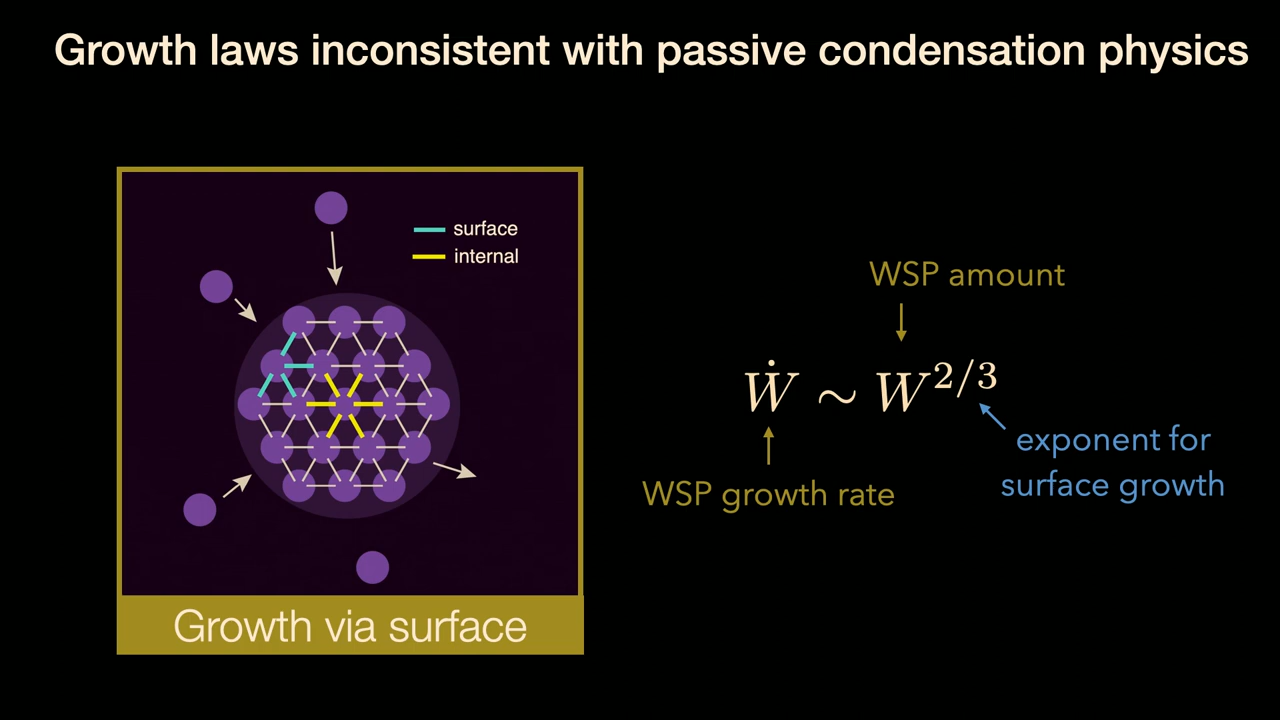 Growth laws inconsistent with passive condensation physics
surface
internal
Growth via surface
WSP amount
Ẇ ∼ W^{2/3}
exponent for
surface growth
WSP growth rate